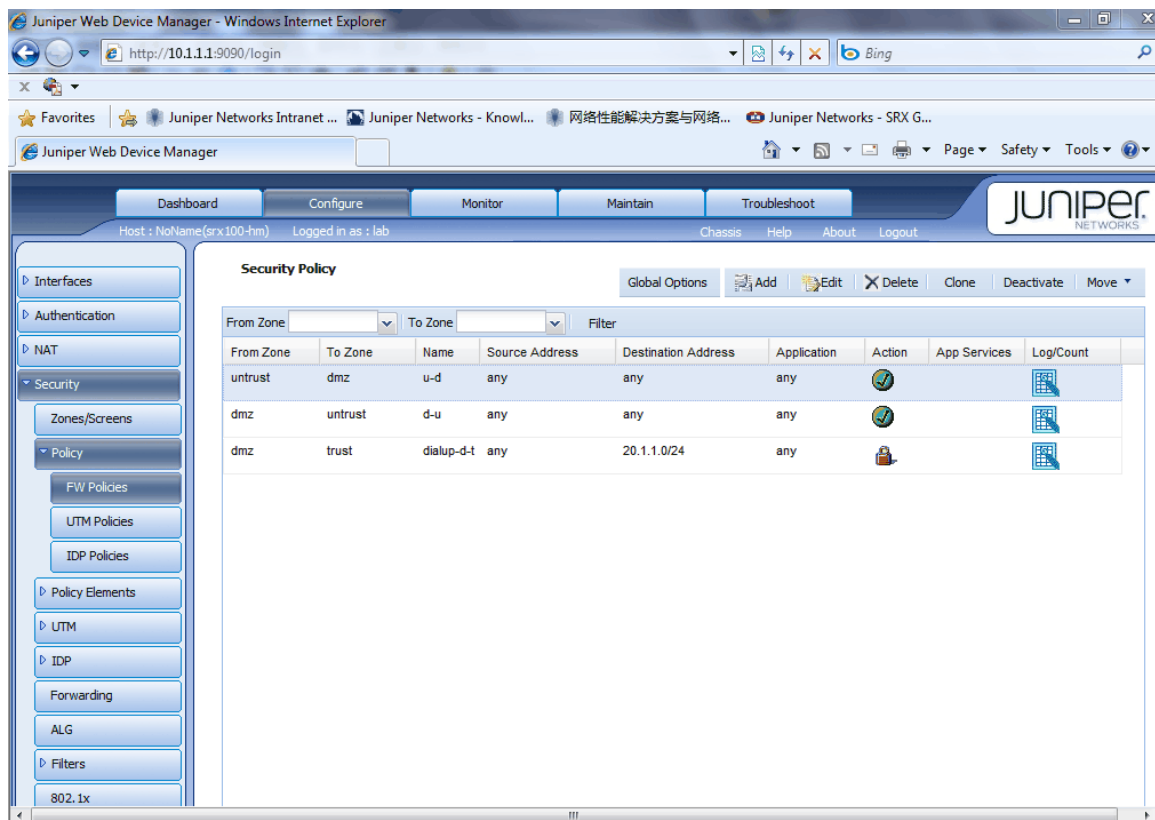 Juniper Web Device Manager - Windows Internet Explorer
http://10.1.1.1:9090/login
Bing
Favorites
Juniper Networks Intranet ...
Juniper Networks - Knowl...
网络性能解决方案与网络...
Juniper Networks - SRX G...
Juniper Web Device Manager
Page
Safety
Tools
Dashboard
Configure
Monitor
Maintain
Troubleshoot
JUNIPER
NETWORKS
Host : NoName(srx100-hm)
Logged in as : lab
Chassis
Help
About
Logout
Interfaces
Authentication
NAT
Security
Zones/Screens
Policy
FW Policies
UTM Policies
IDP Policies
Policy Elements
UTM
IDP
Forwarding
ALG
Filters
802.1x
Security Policy
Global Options
Add
Edit
Delete
Clone
Deactivate
Move
From Zone
To Zone
Filter
From Zone To Zone Name Source Address Destination Address Application Action App Services Log/Count
untrust dmz u-d any any any
dmz untrust d-u any any any
dmz trust dialup-d-t any 20.1.1.0/24 any